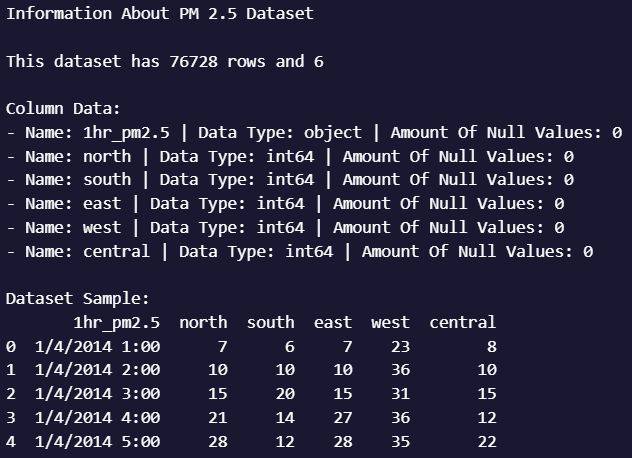 Information About PM 2.5 Dataset
This dataset has 76728 rows and 6
Column Data:
- Name: 1hr_pm2.5 | Data Type: object | Amount Of Null Values: 0
- Name: north | Data Type: int64 | Amount Of Null Values: 0
- Name: south | Data Type: int64 | Amount Of Null Values: 0
- Name: east | Data Type: int64 | Amount Of Null Values: 0
- Name: west | Data Type: int64 | Amount Of Null Values: 0
- Name: central | Data Type: int64 | Amount Of Null Values: 0
Dataset Sample:
1hr_pm2.5 north south east west central
0 1/4/2014 1:00 7 6 7 23 8
1 1/4/2014 2:00 10 10 10 36 10
2 1/4/2014 3:00 15 20 15 31 15
3 1/4/2014 4:00 21 14 27 36 12
4 1/4/2014 5:00 28 12 28 35 22